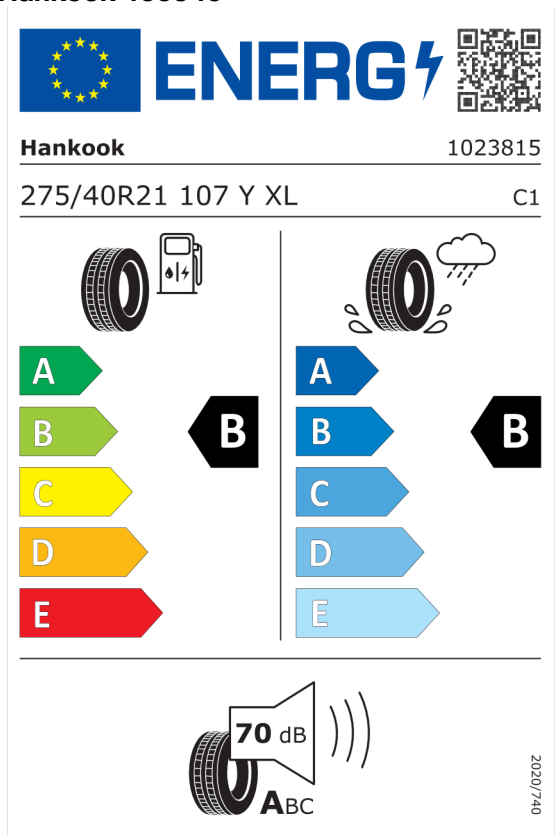 ENERG
Hankook 1023815
275/40R21 107 Y XL C1
A A
B B B B
C C
D D
E E
70 dB
ABC
2020/740